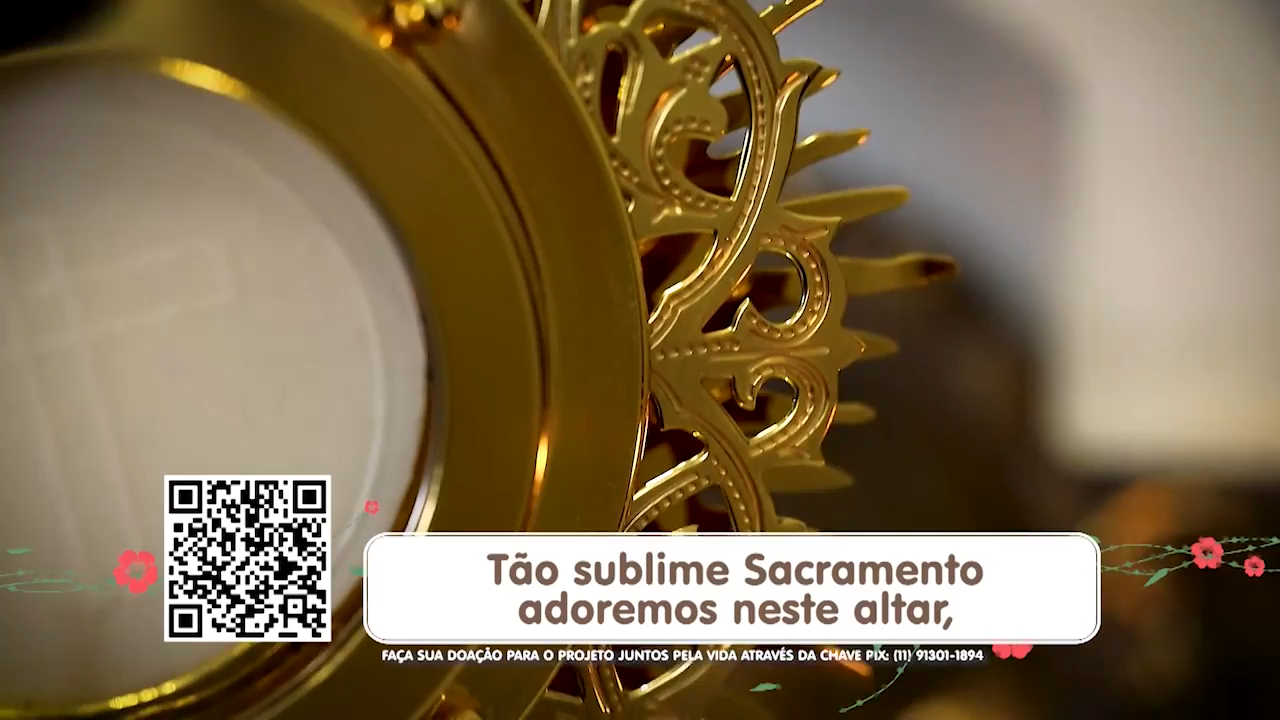 Tão sublime Sacramento
adoremos neste altar,
FAÇA SUA DOAÇÃO PARA O PROJETO JUNTOS PELA VIDA ATRAVÉS DA CHAVE PIX: (11) 91301-1894